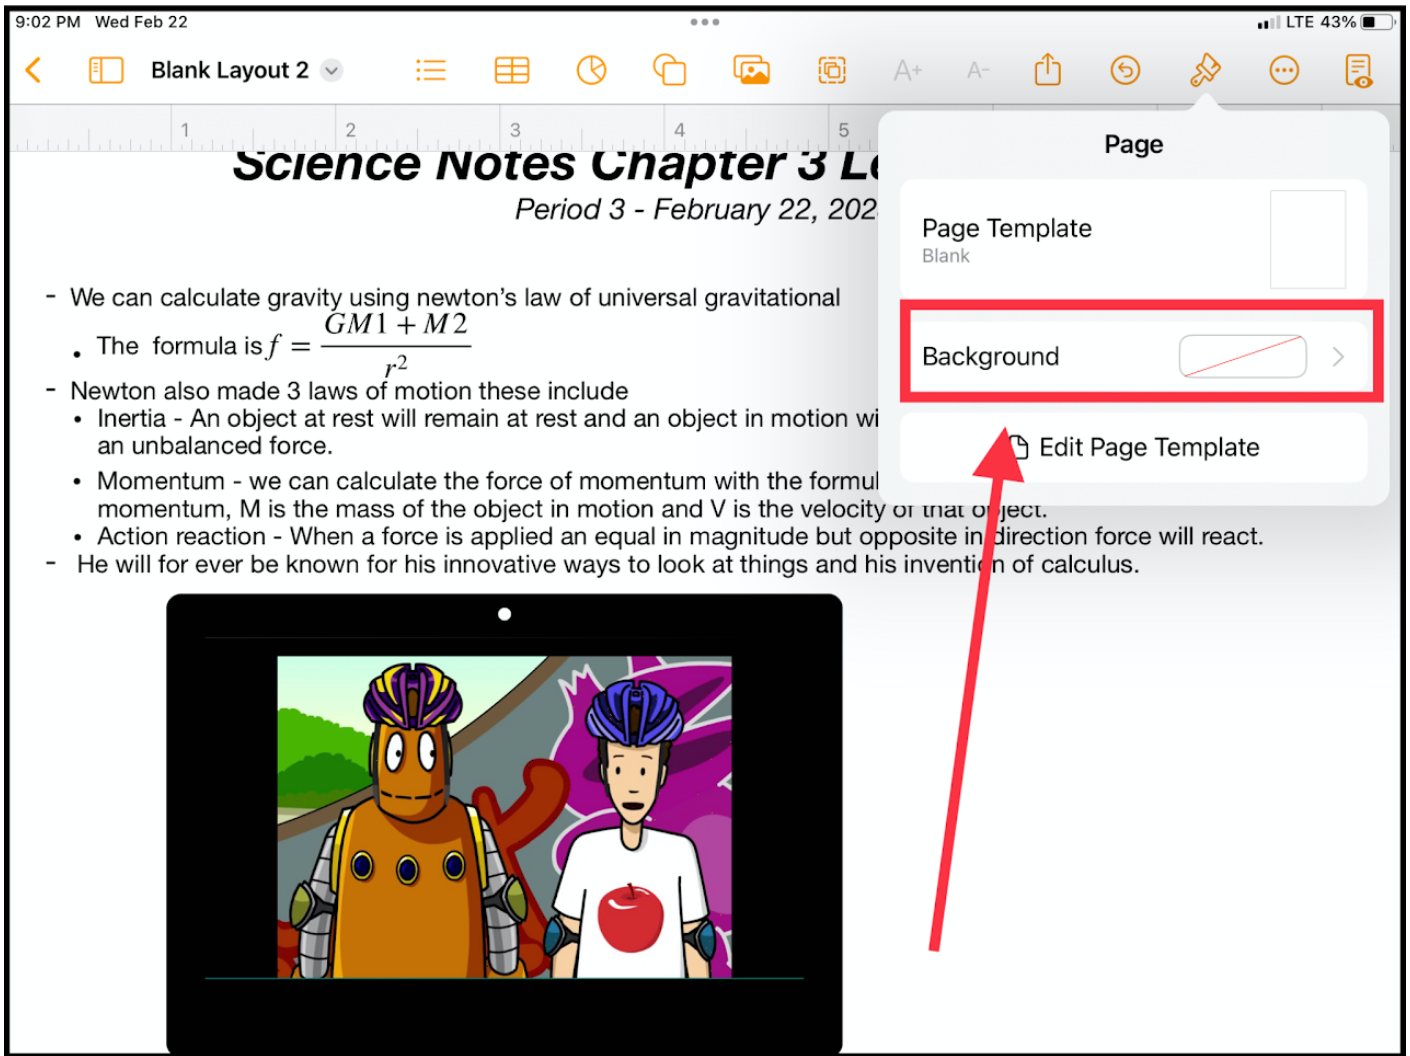 9:02 PM Wed Feb 22
LTE 43%
Blank Layout 2
A+ A-
1 2 3 4 5
Page
Science Notes Chapter 3
Period 3 - February 22,
Page Template
Blank
Background
Edit Page Template
- We can calculate gravity using newton's law of universal gravitational
• The formula is f = \frac{GM1 + M2}{r^2}
- Newton also made 3 laws of motion these include
• Inertia - An object at rest will remain at rest and an object in motion
an unbalanced force.
• Momentum - we can calculate the force of momentum with the
momentum, M is the mass of the object in motion and V is the velocity of that object.
• Action reaction - When a force is applied an equal in magnitude but opposite in direction force will react.
- He will for ever be known for his innovative ways to look at things and his invention of calculus.